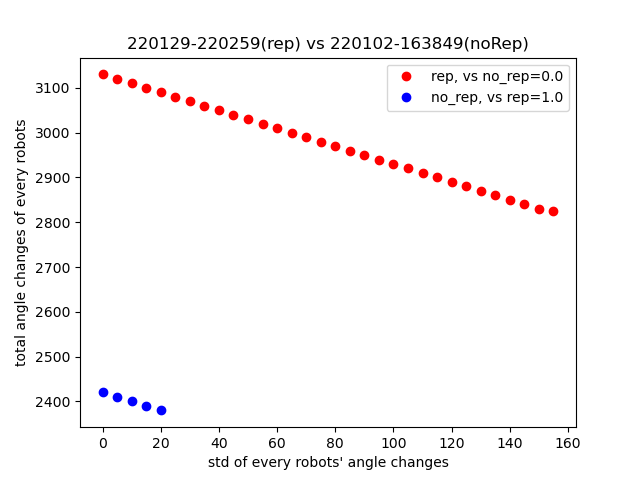 220129-220259(rep) vs 220102-163849(noRep)
rep, vs no_rep=0.0
no_rep, vs rep=1.0
total angle changes of every robots
3100
3000
2900
2800
2700
2600
2500
2400
0 20 40 60 80 100 120 140 160
std of every robots' angle changes